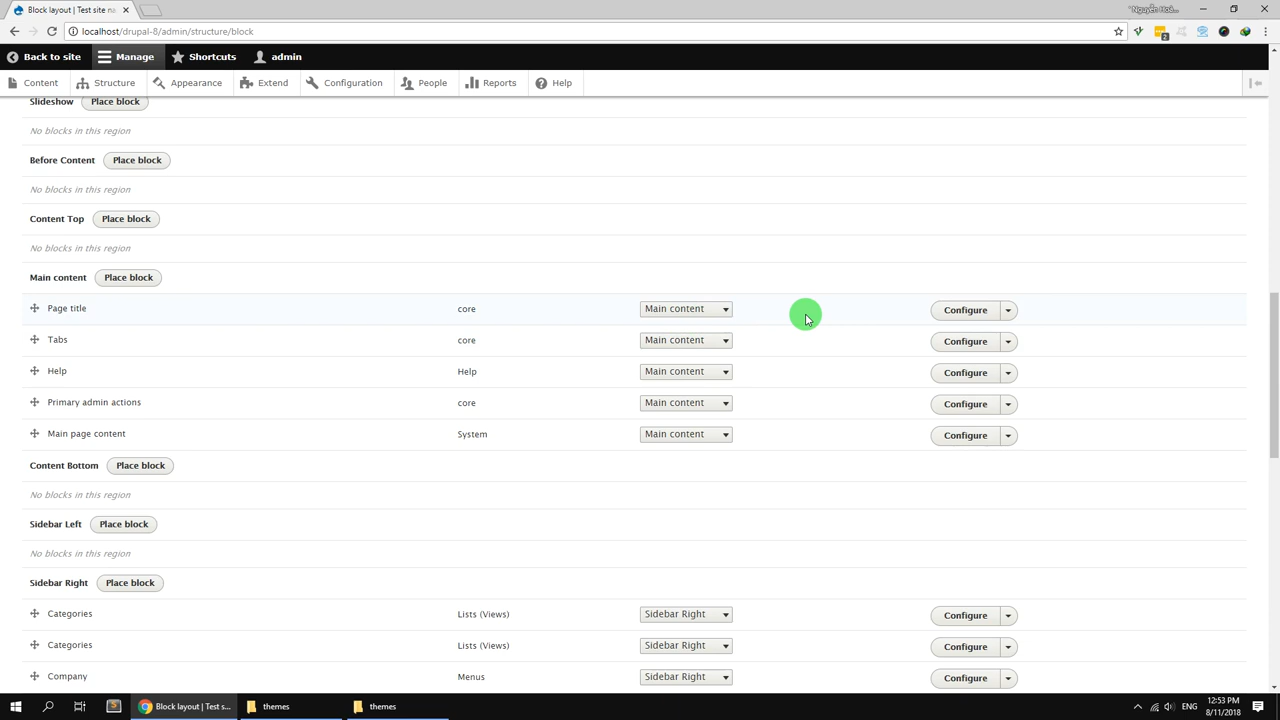 Block layout | Test site na
localhost/drupal-8/admin/structure/block
2
Back to site Manage Shortcuts admin
Content Structure Appearance Extend Configuration People Reports Help
Slideshow Place block
No blocks in this region
Before Content Place block
No blocks in this region
Content Top Place block
No blocks in this region
Main content Place block
Page title core Main content Configure
Tabs core Main content Configure
Help Help Main content Configure
Primary admin actions core Main content Configure
Main page content System Main content Configure
Content Bottom Place block
No blocks in this region
Sidebar Left Place block
No blocks in this region
Sidebar Right Place block
Categories Lists (Views) Sidebar Right Configure
Categories Lists (Views) Sidebar Right Configure
Company Menus Sidebar Right Configure
Block layout | Test s... themes themes
ENG
12:53 PM
8/11/2018